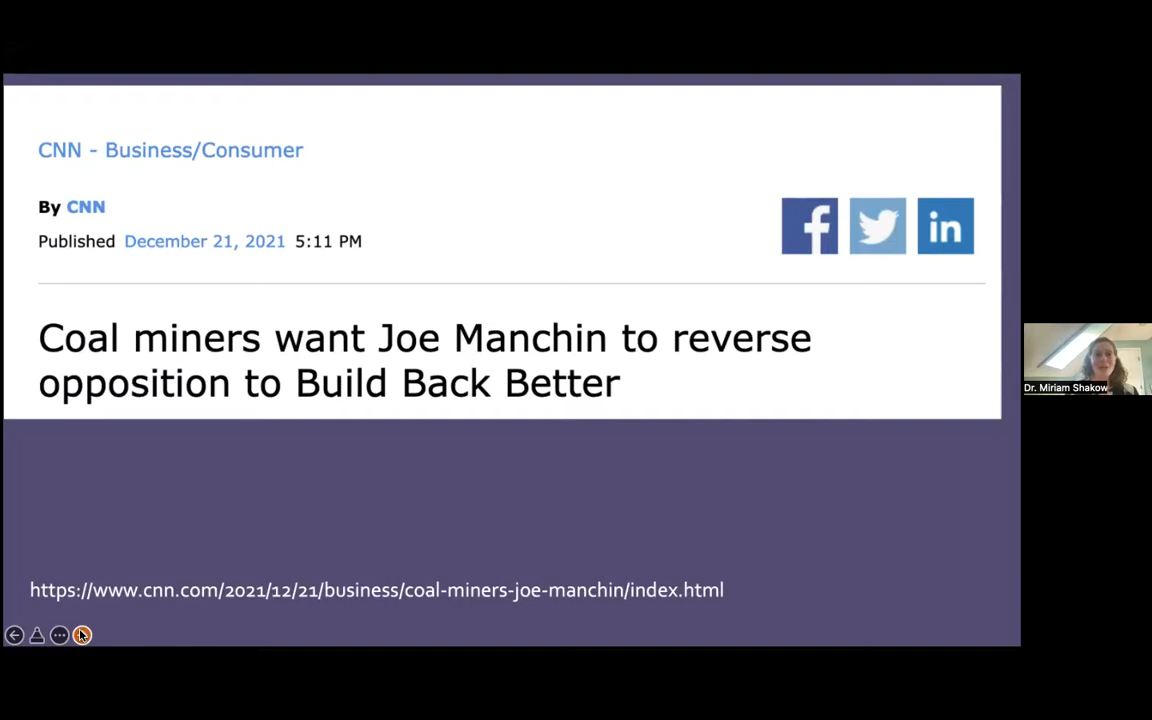 CNN - Business/Consumer
By CNN
Published December 21, 2021 5:11 PM
f
in
Coal miners want Joe Manchin to reverse
opposition to Build Back Better
Dr. Miriam Shakow
https://www.cnn.com/2021/12/21/business/coal-miners-joe-manchin/index.html